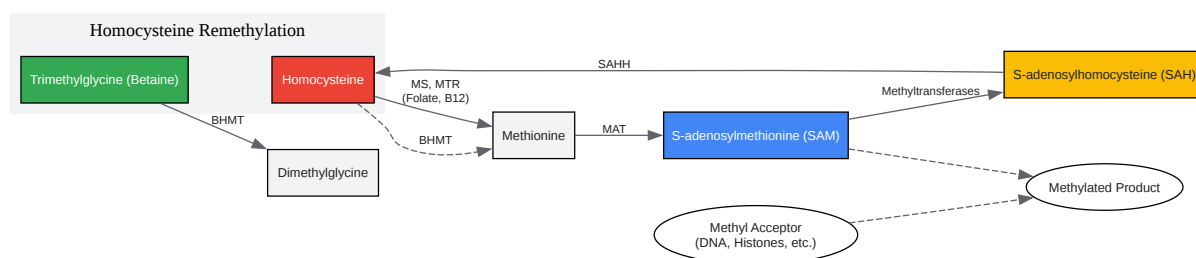 Homocysteine Remethylation
Trimethylglycine (Betaine)
Homocysteine
SAHH
S-adenosylhomocysteine (SAH)
MS, MTR
(Folate, B12)
Methyltransferases
BHMT
BHMT
Methionine
MAT
S-adenosylmethionine (SAM)
Dimethylglycine
Methylated Product
Methyl Acceptor
(DNA, Histones, etc.)